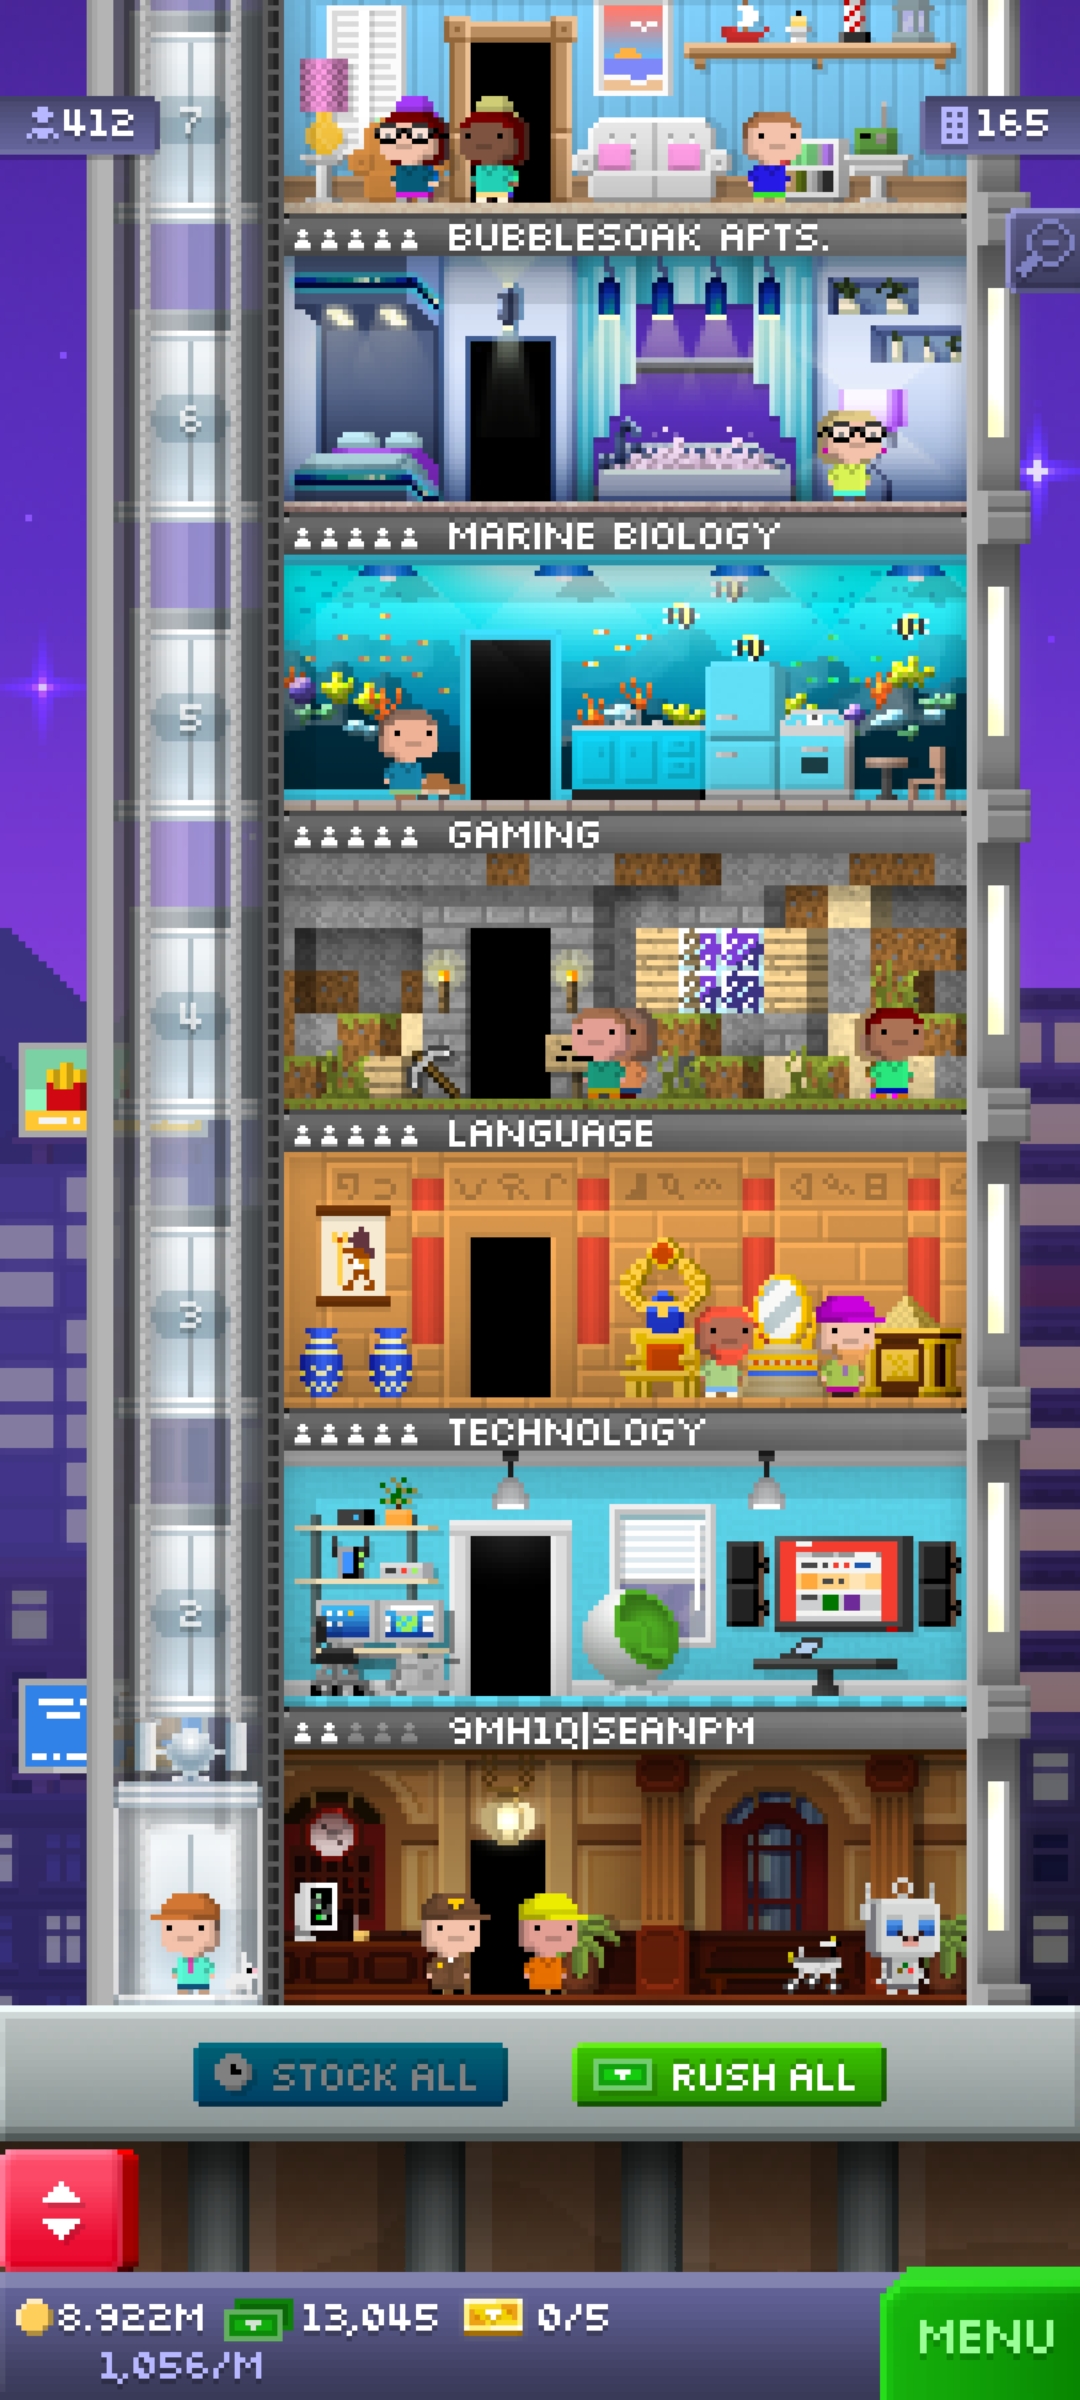 412
7
165
BUBBLESOAK APTS.
6
MARINE BIOLOGY
5
GAMING
4
LANGUAGE
3
TECHNOLOGY
2
9MH1Q|SEANPM
STOCK ALL
RUSH ALL
8.922M 13,045 0/5
1,056/M
MENU